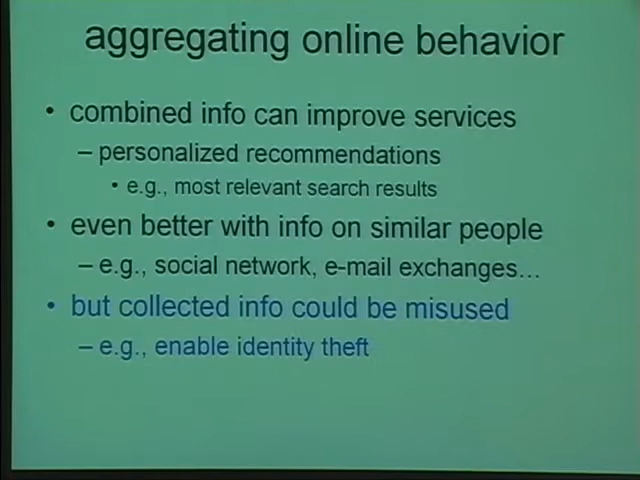 aggregating online behavior
• combined info can improve services
– personalized recommendations
• e.g., most relevant search results
• even better with info on similar people
– e.g., social network, e-mail exchanges...
• but collected info could be misused
– e.g., enable identity theft